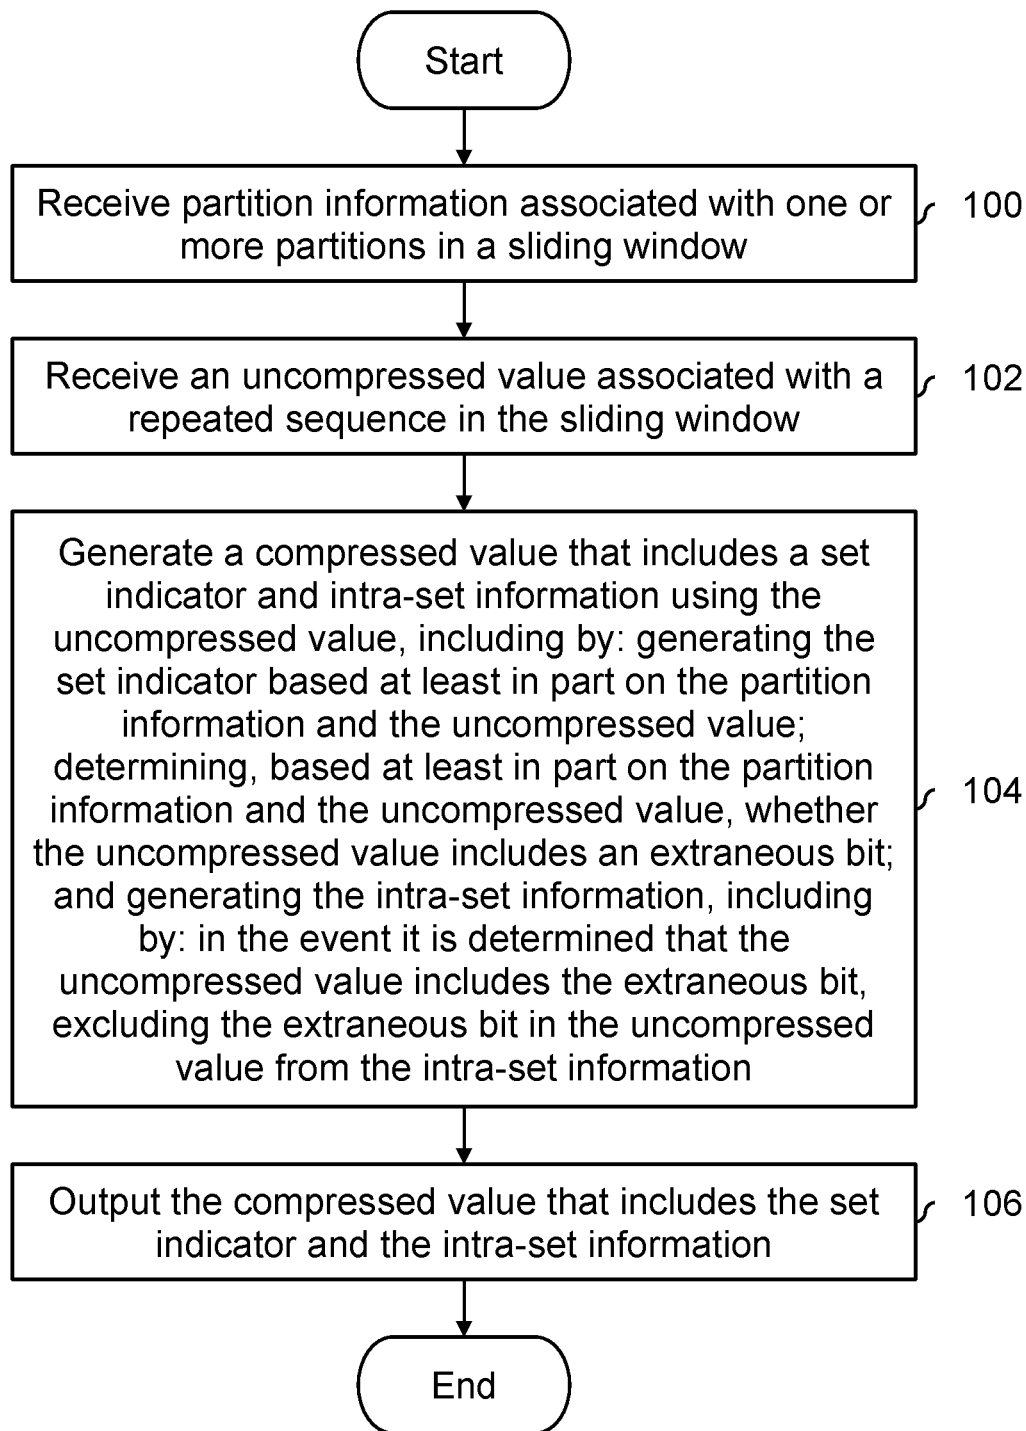 Start
Receive partition information associated with one or
more partitions in a sliding window
100
Receive an uncompressed value associated with a
repeated sequence in the sliding window
102
Generate a compressed value that includes a set
indicator and intra-set information using the
uncompressed value, including by: generating the
set indicator based at least in part on the partition
information and the uncompressed value;
determining, based at least in part on the partition
information and the uncompressed value, whether
the uncompressed value includes an extraneous bit;
and generating the intra-set information, including
by: in the event it is determined that the
uncompressed value includes the extraneous bit,
excluding the extraneous bit in the uncompressed
value from the intra-set information
104
Output the compressed value that includes the set
indicator and the intra-set information
106
End